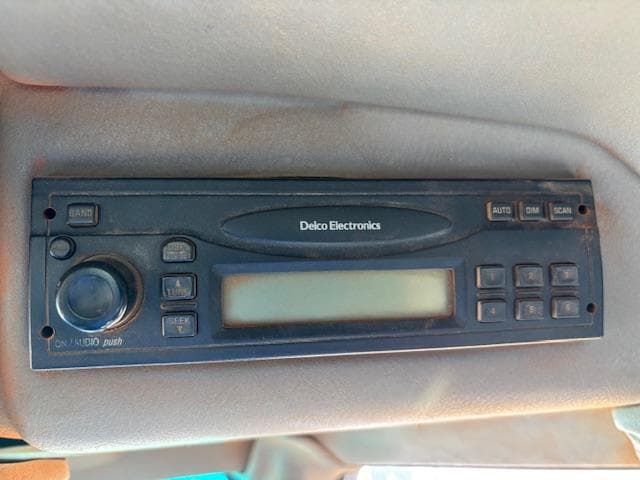 Delco Electronics
BAND
AUTO DIM SCAN
TUNE
SEEK
1 2 3
4 5 6
ON / AUDIO push